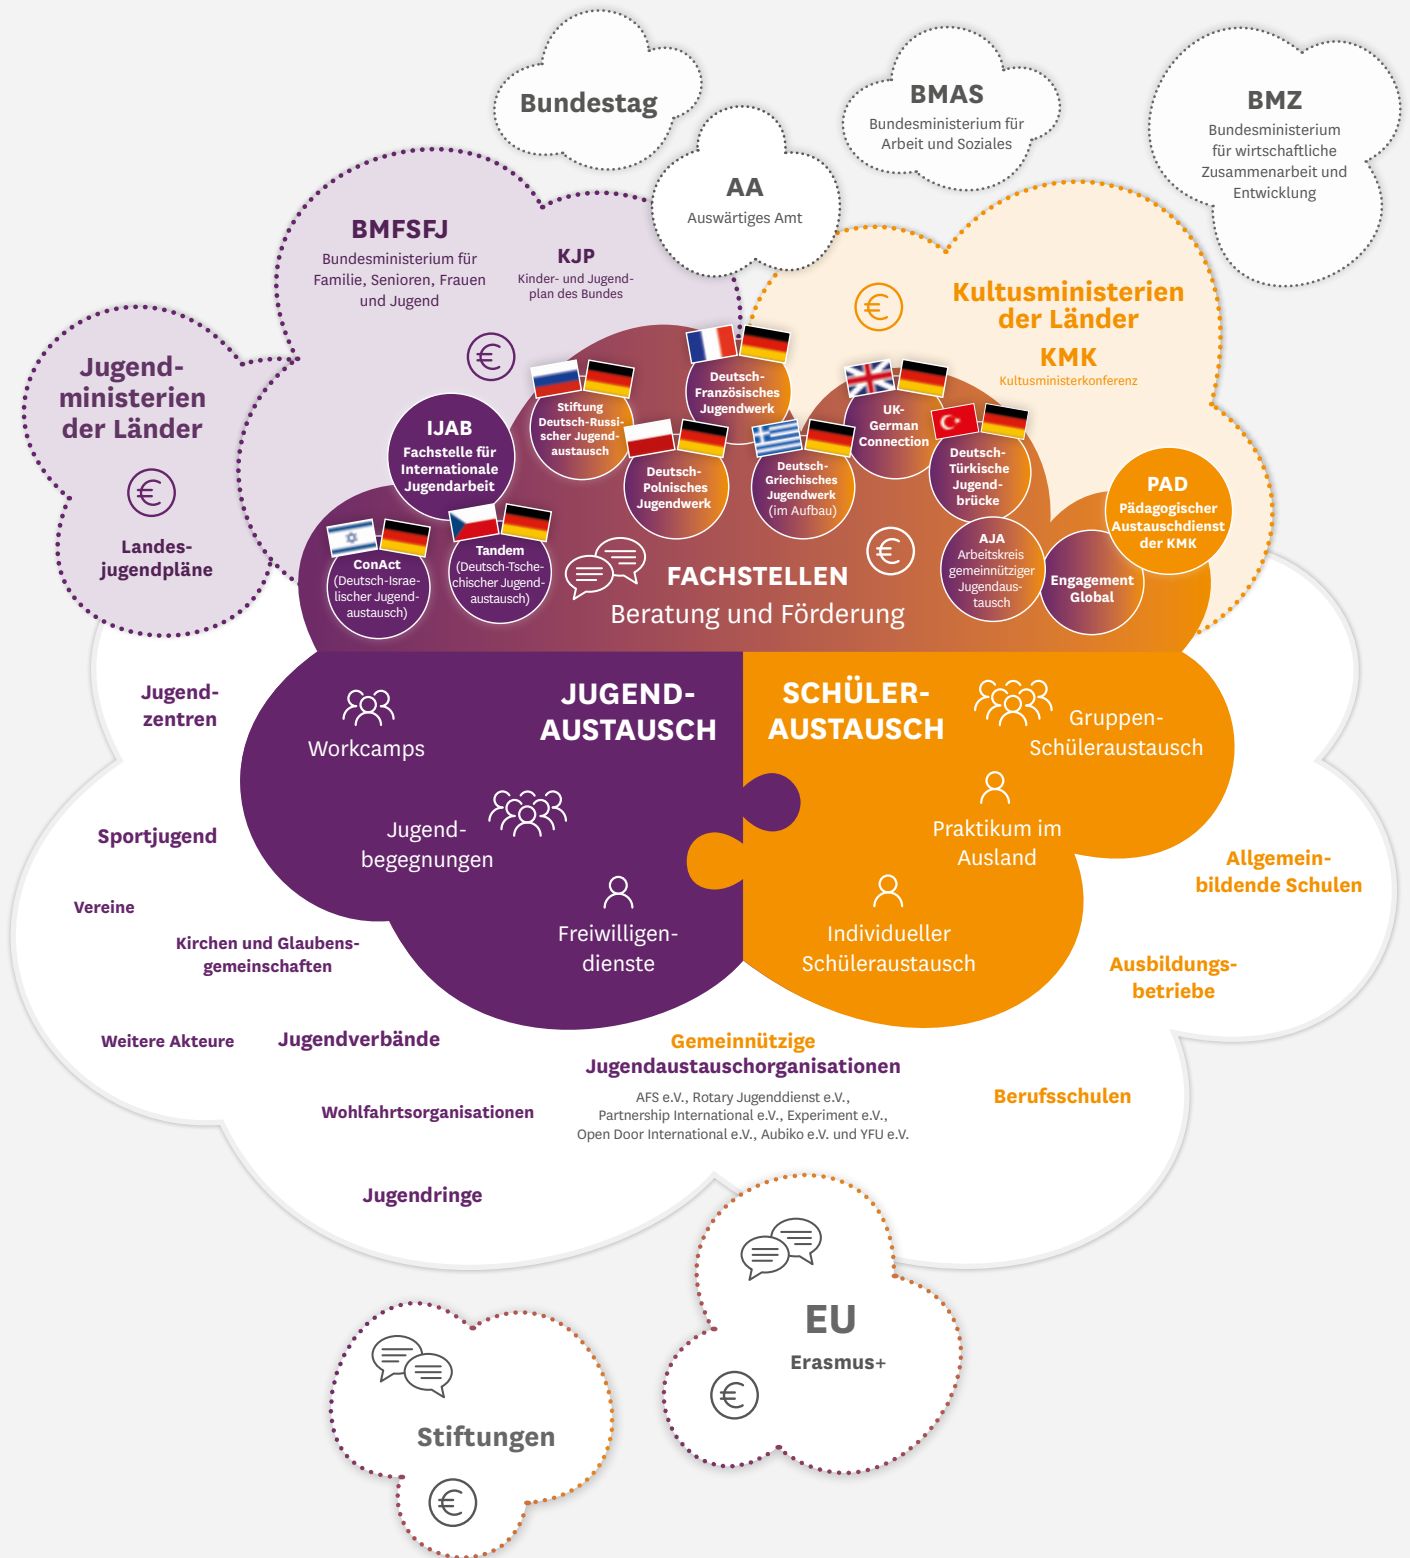 Bundestag
BMAS
Bundesministerium für
Arbeit und Soziales
BMZ
Bundesministerium
für wirtschaftliche
Zusammenarbeit und
Entwicklung
AA
Auswärtiges Amt
BMFSFJ
Bundesministerium für
Familie, Senioren, Frauen
und Jugend
KJP
Kinder- und Jugend-
plan des Bundes
€
Kultusministerien
der Länder
KMK
Kultusministerkonferenz
€
Jugend-
ministerien
der Länder
€
Landes-
jugendpläne
IJAB
Fachstelle für
Internationale
Jugendarbeit
Stiftung
Deutsch-Russi-
scher Jugend-
austausch
Deutsch-
Französisches
Jugendwerk
UK-
German
Connection
Deutsch-
Türkische
Jugend-
brücke
Deutsch-
Polnisches
Jugendwerk
Deutsch-
Griechisches
Jugendwerk
(im Aufbau)
PAD
Pädagogischer
Austauschdienst
der KMK
ConAct
(Deutsch-Israe-
lischer Jugend-
austausch)
Tandem
(Deutsch-Tsche-
chischer Jugend-
austausch)
AJA
Arbeitskreis
gemeinnütziger
Jugendaus-
tausch
Engagement
Global
€
FACHSTELLEN
Beratung und Förderung
JUGEND-
AUSTAUSCH
Workcamps
Jugend-
begegnungen
Freiwilligen-
dienste
SCHÜLER-
AUSTAUSCH
Gruppen-
Schüleraustausch
Praktikum im
Ausland
Individueller
Schüleraustausch
Jugend-
zentren
Sportjugend
Vereine
Kirchen und Glaubens-
gemeinschaften
Weitere Akteure
Jugendverbände
Wohlfahrtsorganisationen
Jugendringe
Gemeinnützige
Jugendaustauschorganisationen
AFS e.V., Rotary Jugenddienst e.V.,
Partnership International e.V., Experiment e.V.,
Open Door International e.V., Aubiko e.V. und YFU e.V.
Allgemein-
bildende Schulen
Ausbildungs-
betriebe
Berufsschulen
EU
Erasmus+
€
Stiftungen
€